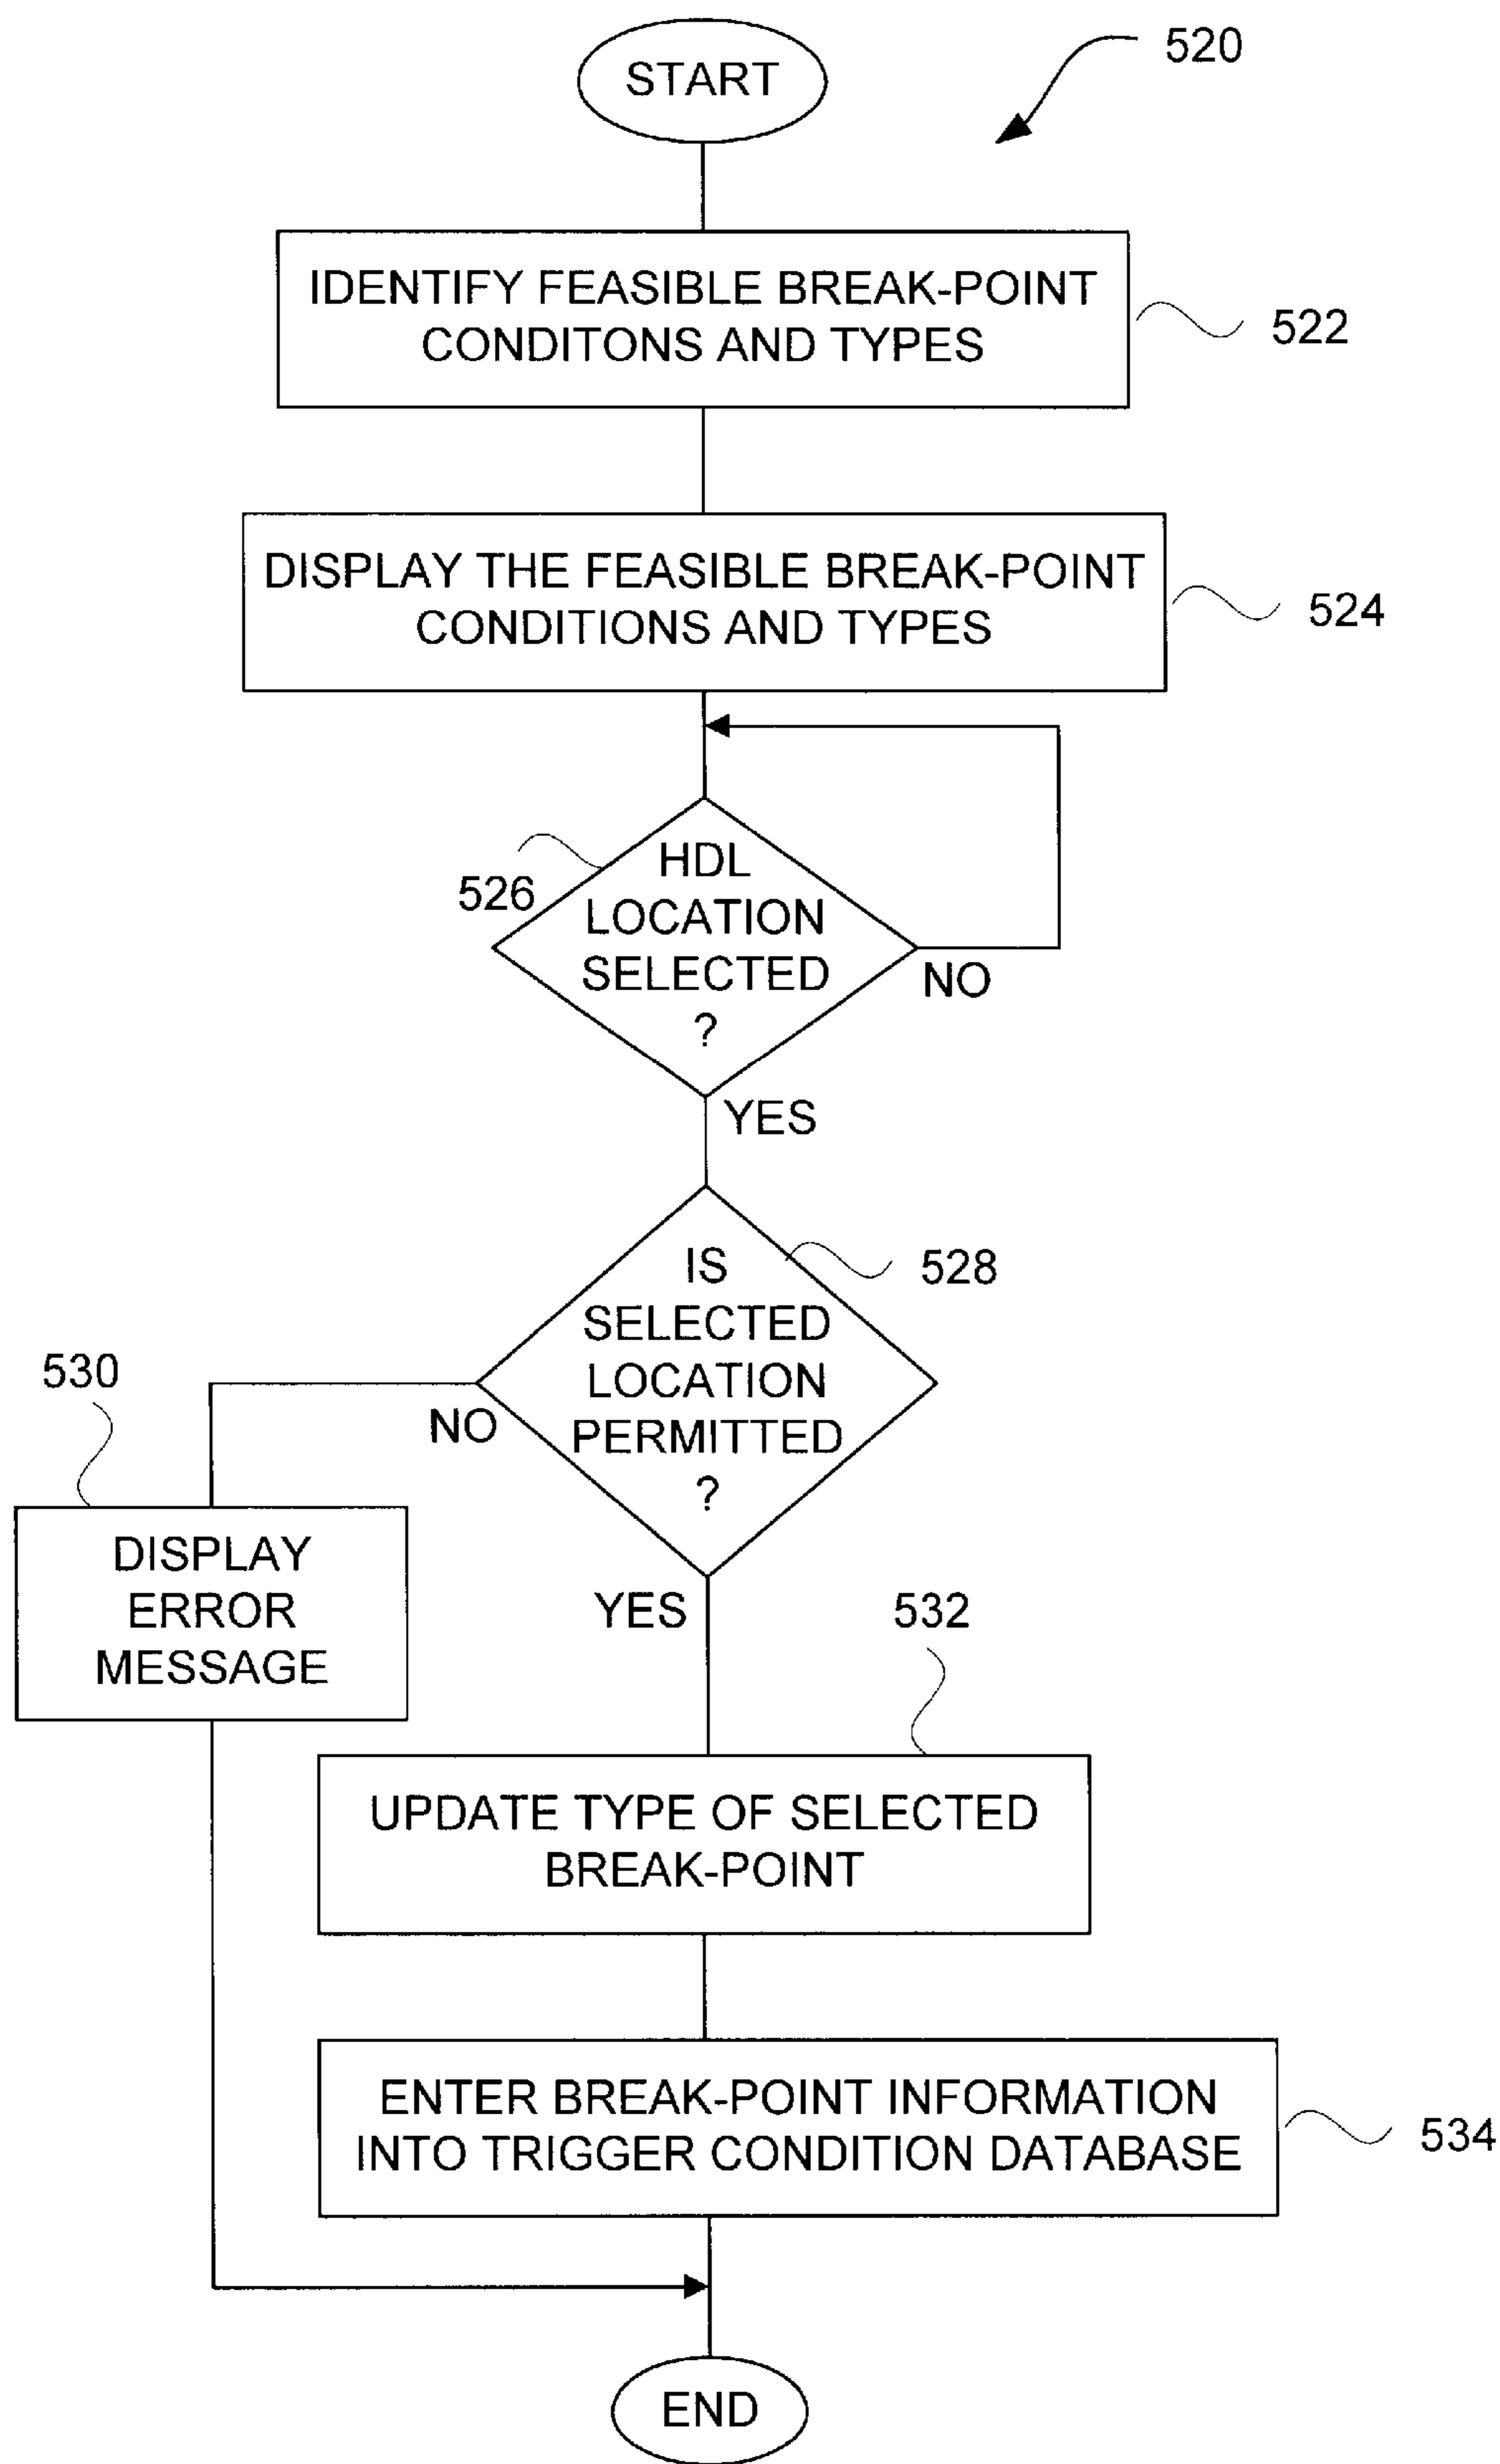 START
520
IDENTIFY FEASIBLE BREAK-POINT
CONDITONS AND TYPES
522
DISPLAY THE FEASIBLE BREAK-POINT
CONDITIONS AND TYPES
524
HDL
LOCATION
SELECTED
?
526
NO
YES
IS
SELECTED
LOCATION
PERMITTED
?
528
530
NO
DISPLAY
ERROR
MESSAGE
YES
532
UPDATE TYPE OF SELECTED
BREAK-POINT
ENTER BREAK-POINT INFORMATION
INTO TRIGGER CONDITION DATABASE
534
END